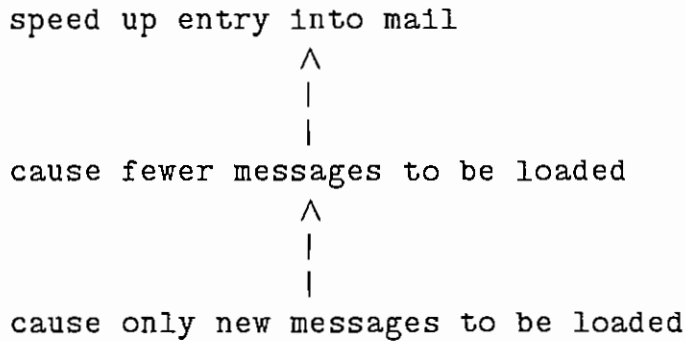 speed up entry into mail
cause fewer messages to be loaded
cause only new messages to be loaded